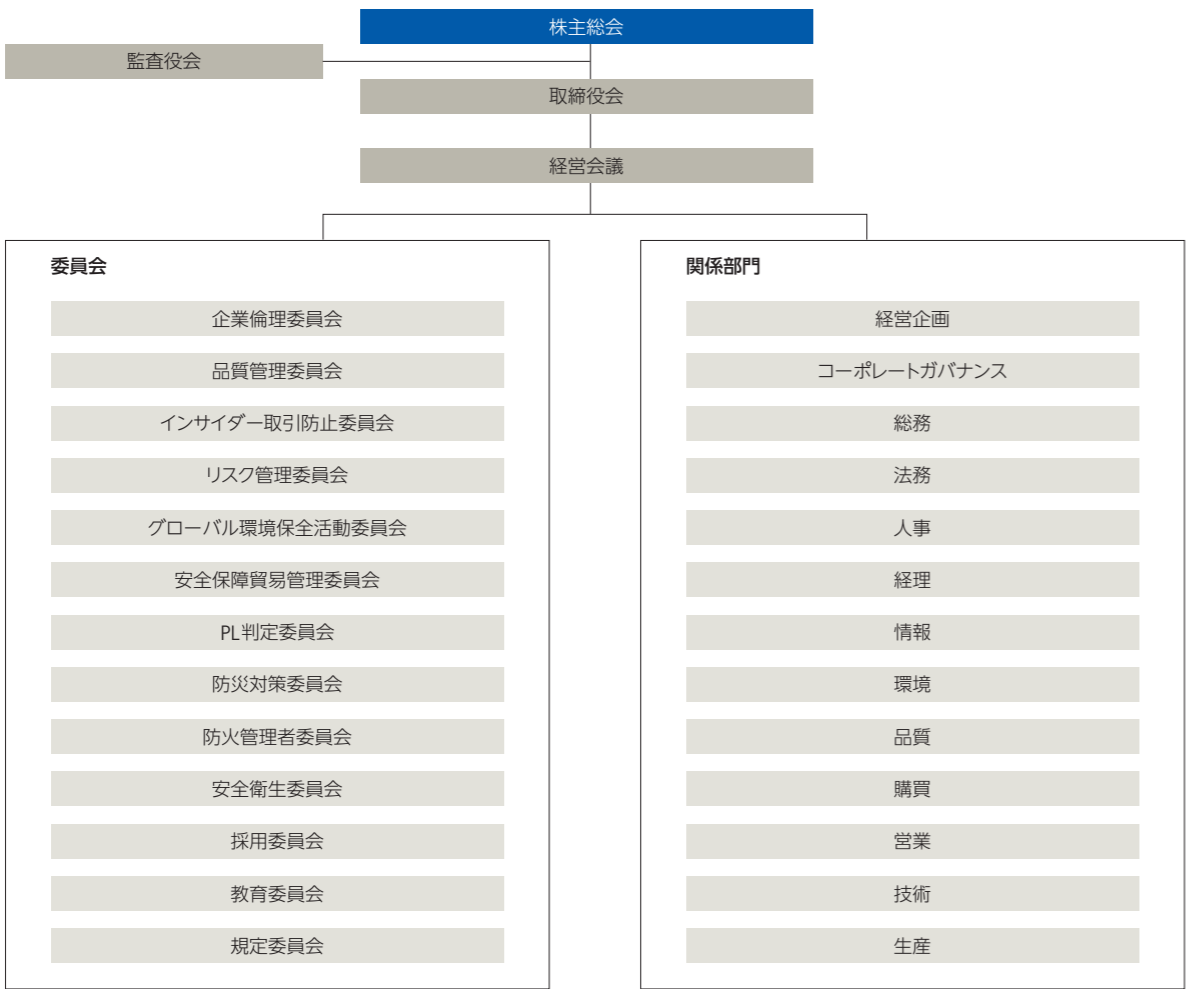 株主総会
監査役会
取締役会
経営会議
委員会
企業倫理委員会
品質管理委員会
インサイダー取引防止委員会
リスク管理委員会
グローバル環境保全活動委員会
安全保障貿易管理委員会
PL判定委員会
防災対策委員会
防火管理者委員会
安全衛生委員会
採用委員会
教育委員会
規定委員会
関係部門
経営企画
コーポレートガバナンス
総務
法務
人事
経理
情報
環境
品質
購買
営業
技術
生産